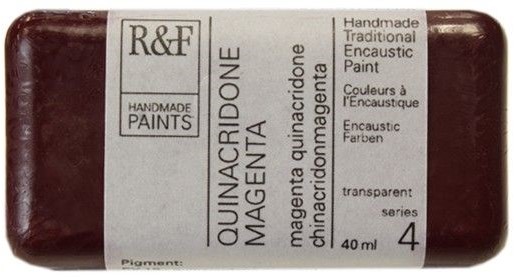 R&F
HANDMADE
PAINTS
QUINACRIDONE
MAGENTA
magenta quinacridone
chinacridonmagenta
Handmade
Traditional
Encaustic
Paint
Couleurs à
l'Encaustique
Encaustic
Farben
transparent
series
40 ml 4
Pigment: